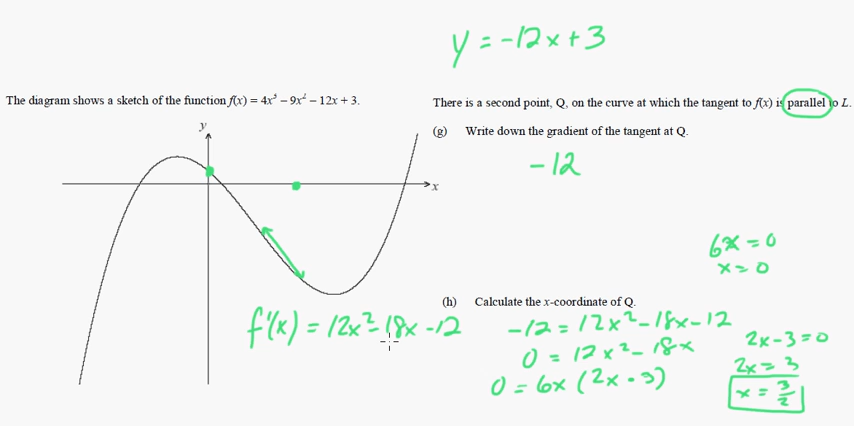 y = -12x + 3
The diagram shows a sketch of the function f(x) = 4x³ – 9x² – 12x + 3.
y
x
f'(x) = 12x² - 18x - 12
There is a second point, Q, on the curve at which the tangent to f(x) is parallel to L.
(g) Write down the gradient of the tangent at Q.
-12
(h) Calculate the x-coordinate of Q.
-12 = 12x² - 18x - 12
0 = 12x² - 18x
0 = 6x (2x - 3)
6x = 0
x = 0
2x - 3 = 0
2x = 3
x = 3/2